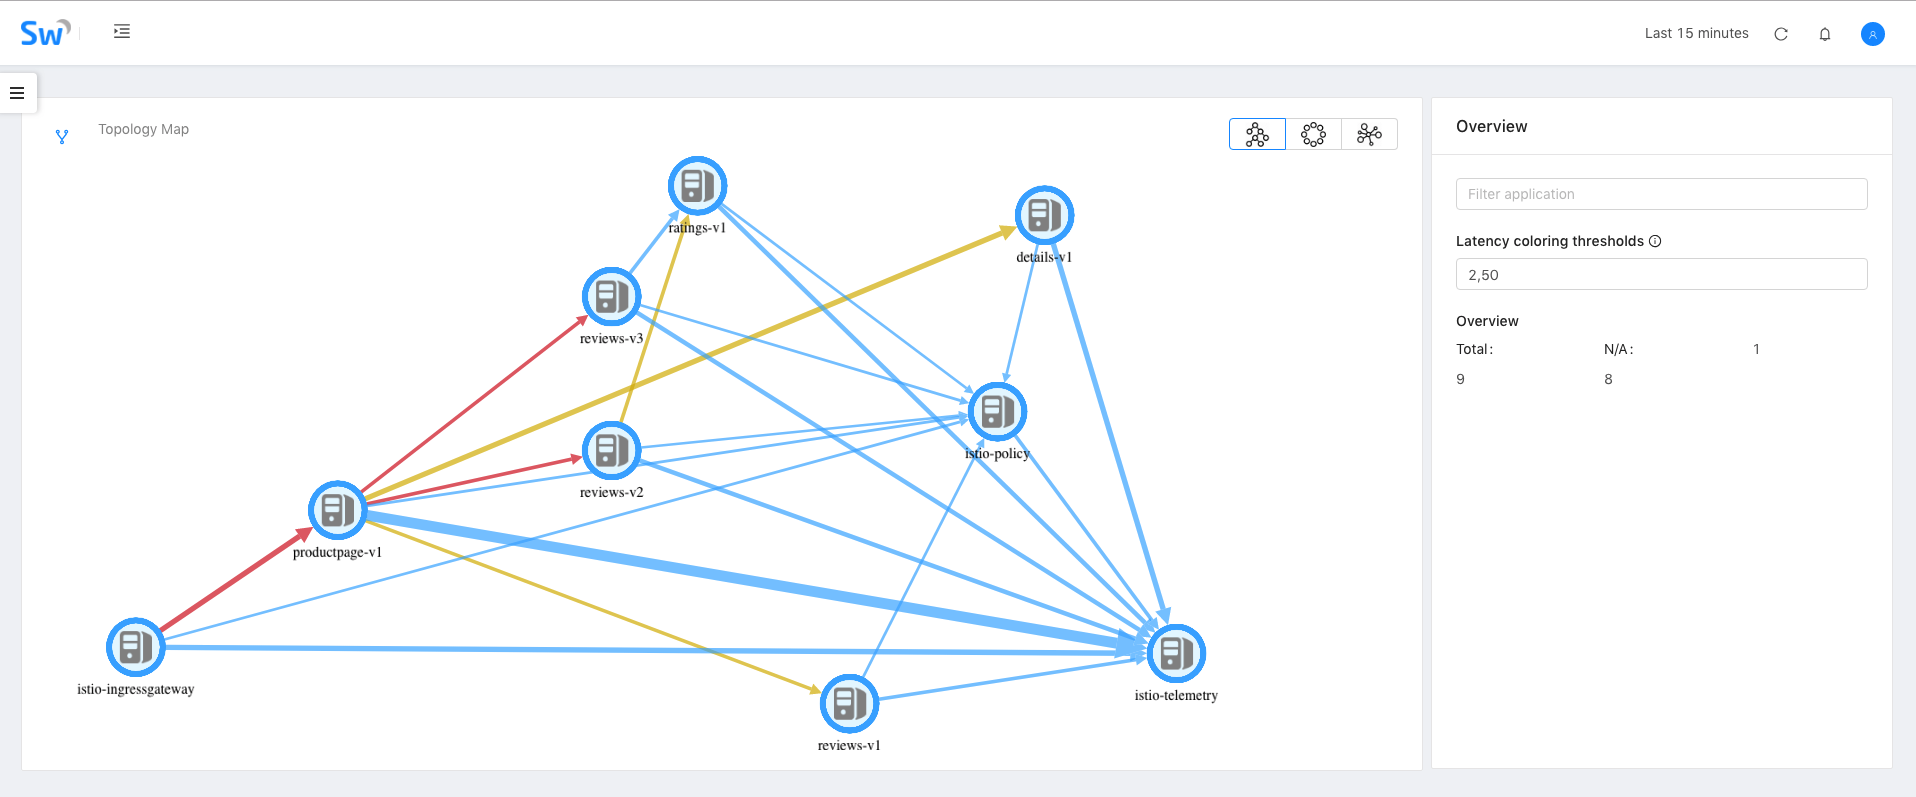 Sw
Last 15 minutes
Topology Map
Overview
Filter application
Latency coloring thresholds
2,50
Overview
Total: N/A: 1
9 8
ratings-v1
details-v1
reviews-v3
istio-policy
reviews-v2
productpage-v1
istio-ingressgateway
istio-telemetry
reviews-v1